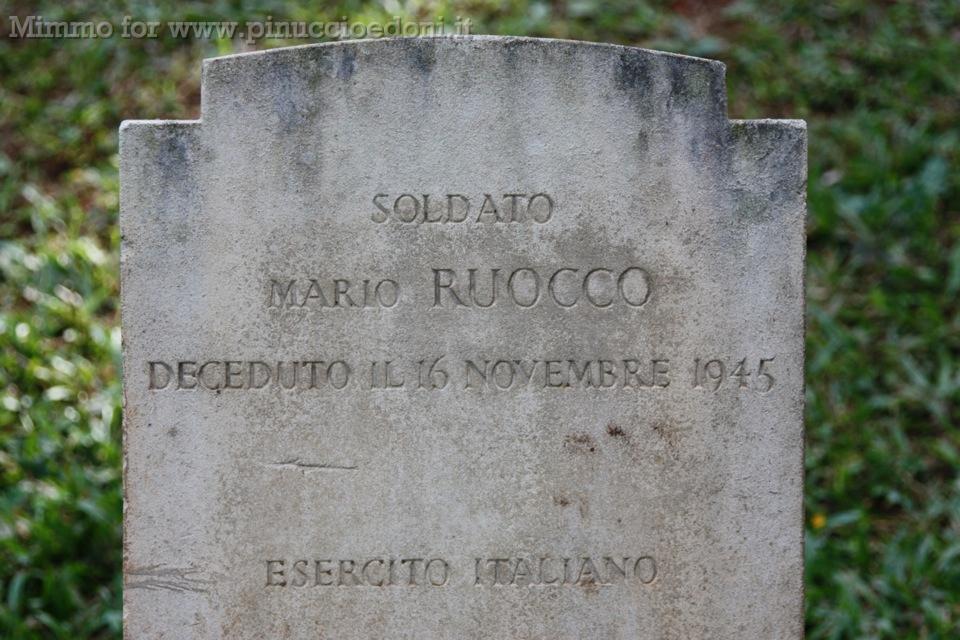 Mimmo for www.pinuccioedoni.it
SOLDATO
MARIO RUOCCO
DECEDUTO IL 16 NOVEMBRE 1945
ESERCITO ITALIANO